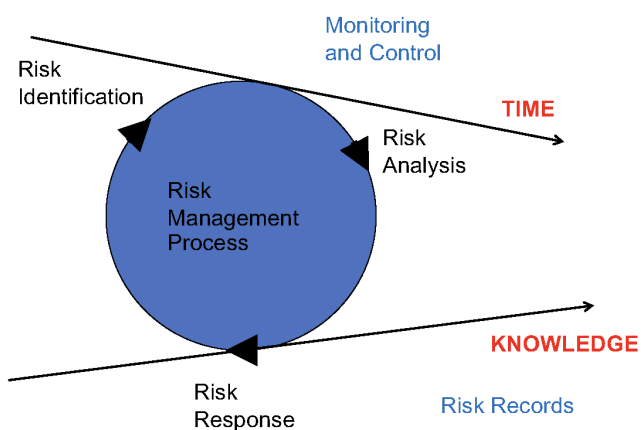 Monitoring
and Control
Risk
Identification
TIME
Risk
Analysis
Risk
Management
Process
KNOWLEDGE
Risk
Response
Risk Records